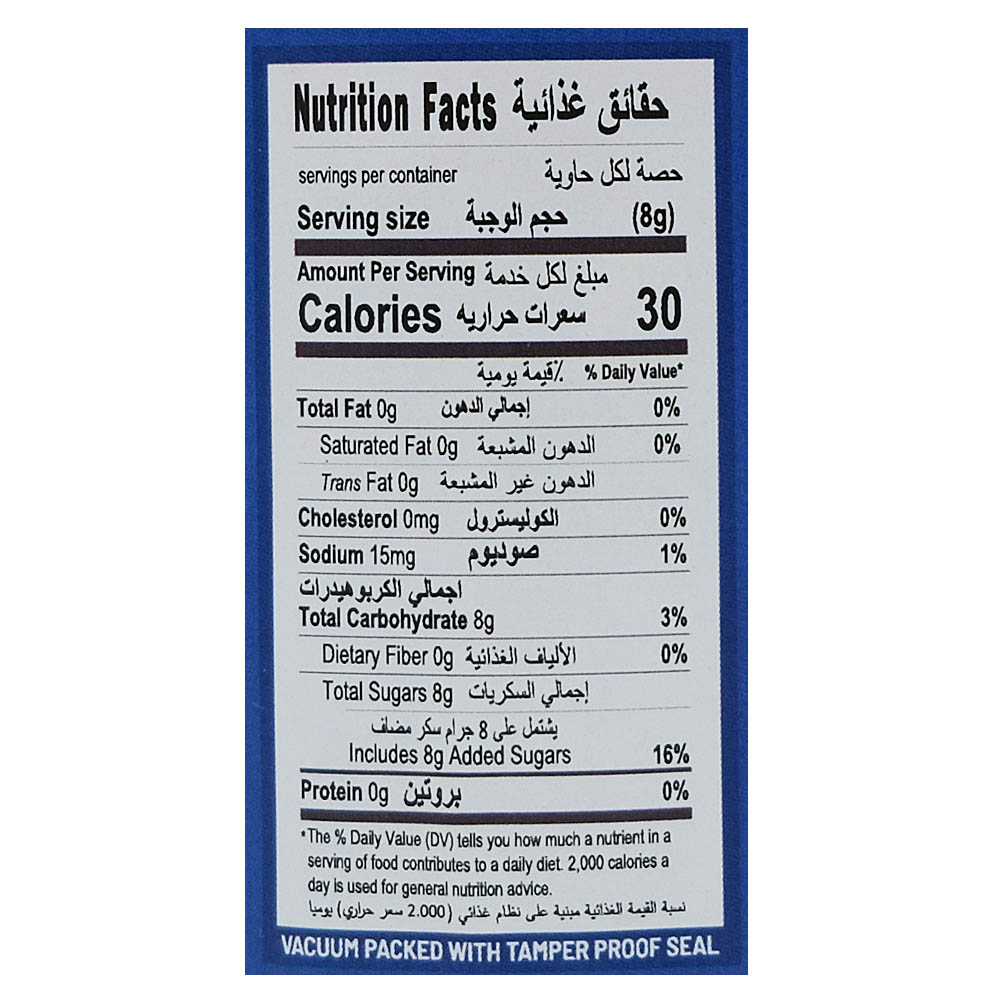 Nutrition Facts حقائق غذائية
servings per container حصة لكل حاوية
Serving size حجم الوجبة (8g)
Amount Per Serving مبلغ لكل خدمة
Calories سعرات حراريه 30
٪قيمة يومية % Daily Value*
Total Fat 0g إجمالي الدهون 0%
Saturated Fat 0g الدهون المشبعة 0%
Trans Fat 0g الدهون غير المشبعة
Cholesterol 0mg الكوليسترول 0%
Sodium 15mg صوديوم 1%
اجمالي الكربوهيدرات
Total Carbohydrate 8g 3%
Dietary Fiber 0g الألياف الغذائية 0%
Total Sugars 8g إجمالي السكريات
يشتمل على 8 جرام سكر مضاف
Includes 8g Added Sugars 16%
Protein 0g بروتين 0%
*The % Daily Value (DV) tells you how much a nutrient in a
serving of food contributes to a daily diet. 2,000 calories a
day is used for general nutrition advice.
نسبة القيمة الغذائية مبنية على نظام غذائي (2.000 سعر حراري) يوميا
VACUUM PACKED WITH TAMPER PROOF SEAL